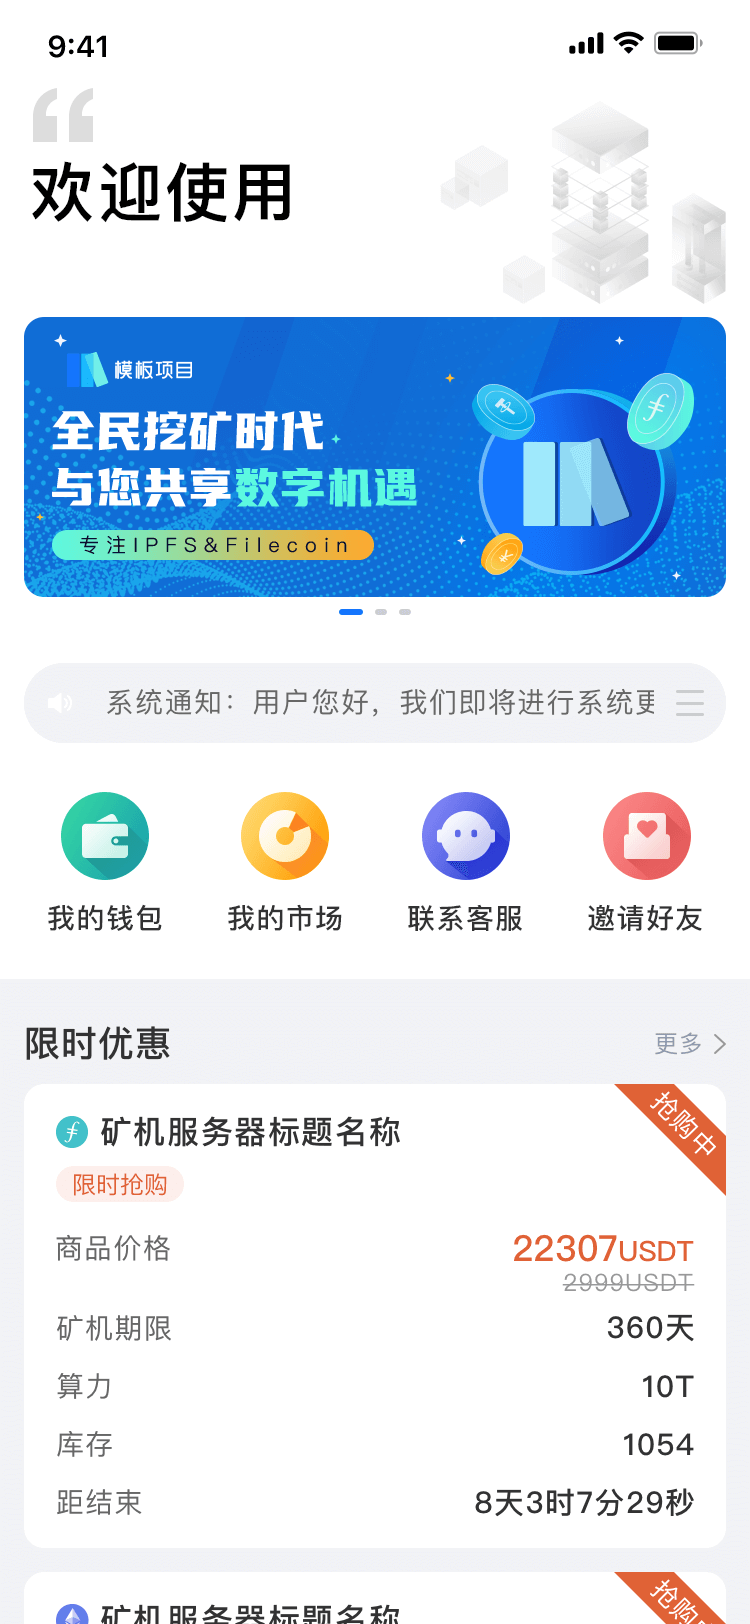 9:41
欢迎使用
模板项目
全民挖矿时代
与您共享数字机遇
专注IPFS&Filecoin
系统通知：用户您好，我们即将进行系统更
我的钱包
我的市场
联系客服
邀请好友
限时优惠
更多
抢购中
矿机服务器标题名称
限时抢购
商品价格
22307USDT
2999USDT
矿机期限
360天
算力
10T
库存
1054
距结束
8天3时7分29秒
抢购
矿机服务器标题名称